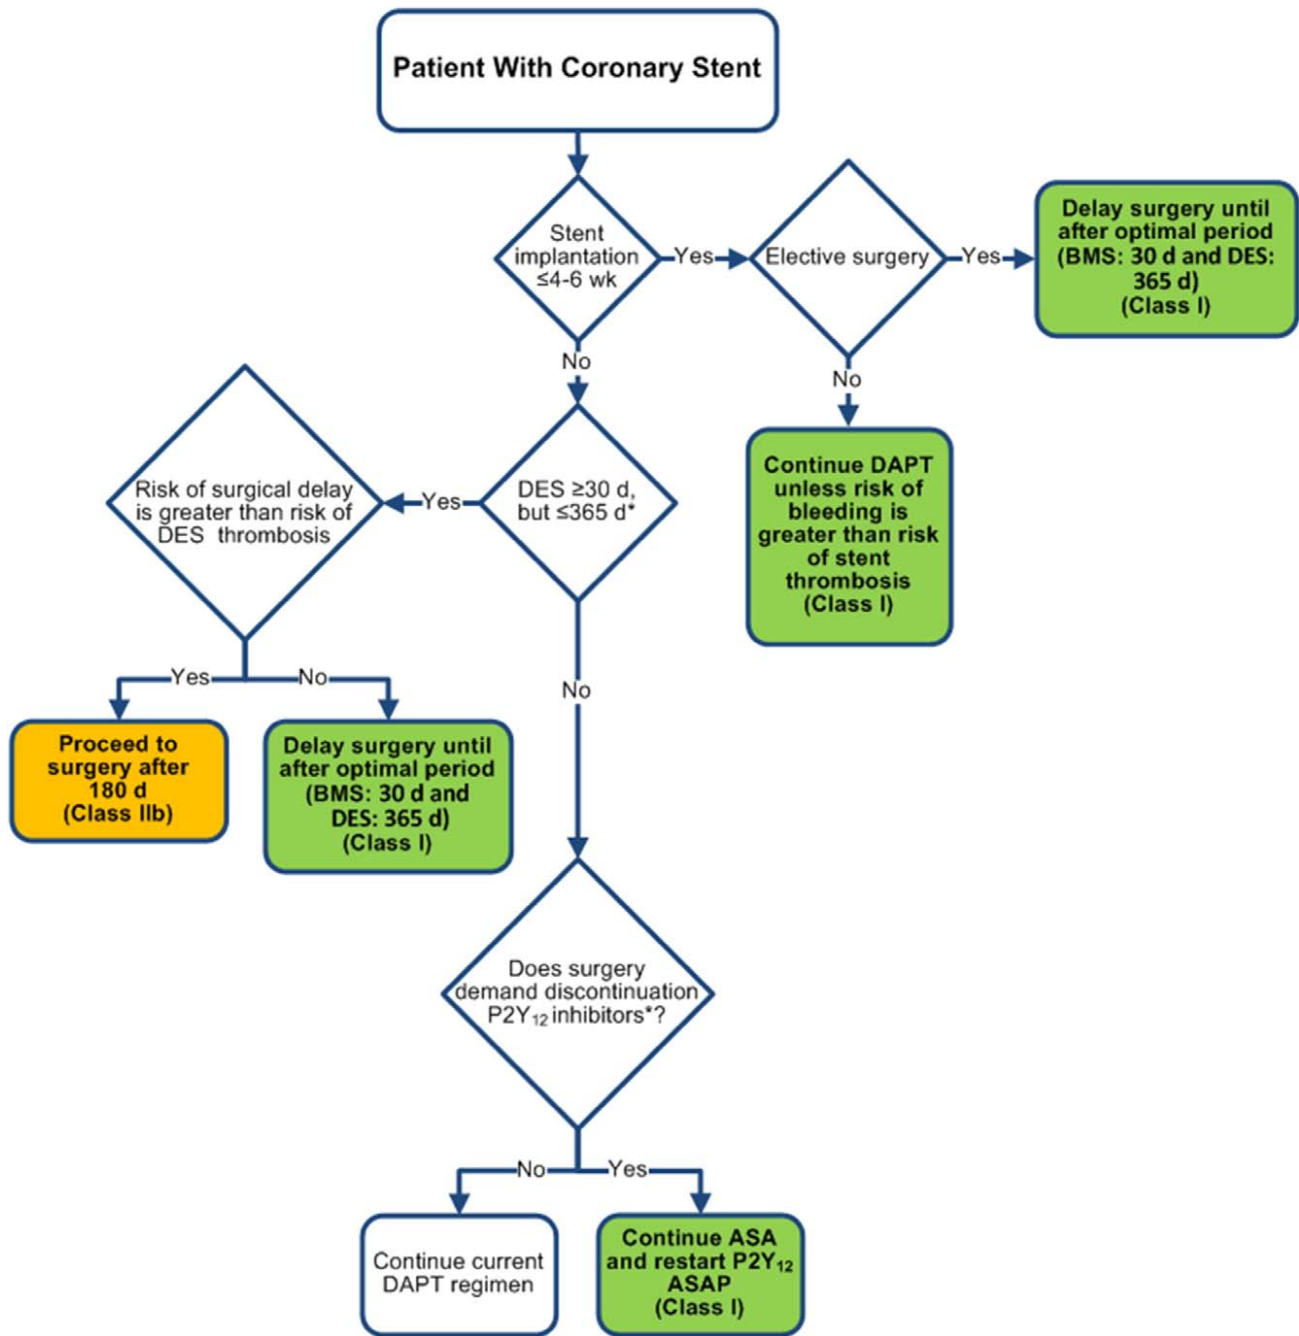 Patient With Coronary Stent
Stent
implantation
≤4-6 wk
Yes
Elective surgery
Yes
Delay surgery until
after optimal period
(BMS: 30 d and DES:
365 d)
(Class I)
No
No
Continue DAPT
unless risk of
bleeding is
greater than risk
of stent
thrombosis
(Class I)
DES ≥30 d,
but ≤365 d*
Yes
Risk of surgical delay
is greater than risk of
DES thrombosis
Yes
No
Proceed to
surgery after
180 d
(Class IIb)
Delay surgery until
after optimal period
(BMS: 30 d and
DES: 365 d)
(Class I)
No
Does surgery
demand discontinuation
P2Y₁₂ inhibitors*?
No
Yes
Continue current
DAPT regimen
Continue ASA
and restart P2Y₁₂
ASAP
(Class I)